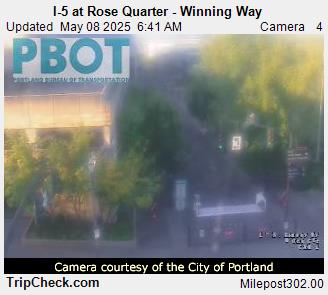 I-5 at Rose Quarter - Winning Way
Updated May 08 2025 6:41 AM Camera 4
PBOT
PORTLAND BUREAU OF TRANSPORTATION
Camera courtesy of the City of Portland
TripCheck.com Milepost302.00